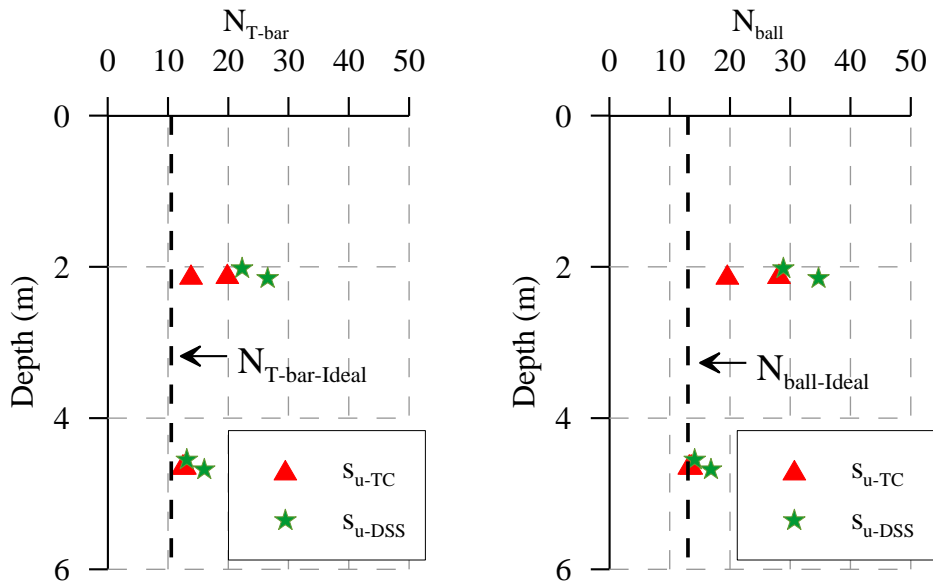 N_T-bar
0 10 20 30 40 50
0
2
4
6
Depth (m)
N_T-bar-Ideal
s_u-TC
s_u-DSS
N_ball
0 10 20 30 40 50
0
2
4
6
Depth (m)
N_ball-Ideal
s_u-TC
s_u-DSS